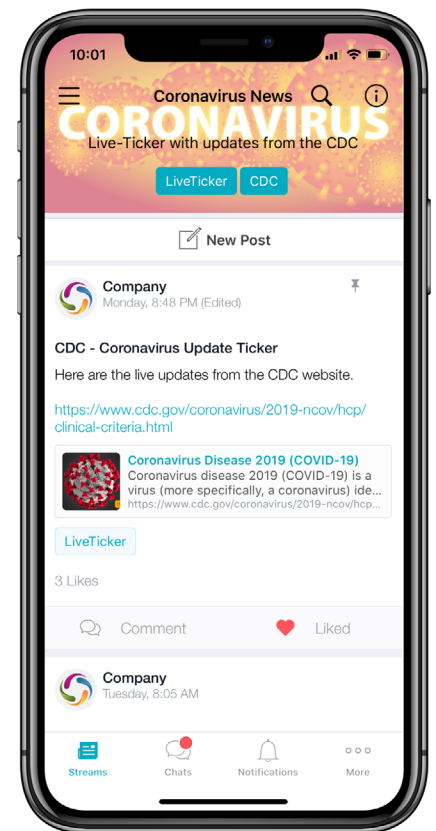 10:01
Coronavirus News
CORONAVIRUS
Live-Ticker with updates from the CDC
LiveTicker
CDC
New Post
Company
Monday, 8:48 PM (Edited)
CDC - Coronavirus Update Ticker
Here are the live updates from the CDC website.
https://www.cdc.gov/coronavirus/2019-ncov/hcp/
clinical-criteria.html
Coronavirus Disease 2019 (COVID-19)
Coronavirus disease 2019 (COVID-19) is a
virus (more specifically, a coronavirus) ide...
https://www.cdc.gov/coronavirus/2019-ncov/hcp...
LiveTicker
3 Likes
Comment
Liked
Company
Tuesday, 8:05 AM
Streams
Chats
Notifications
More